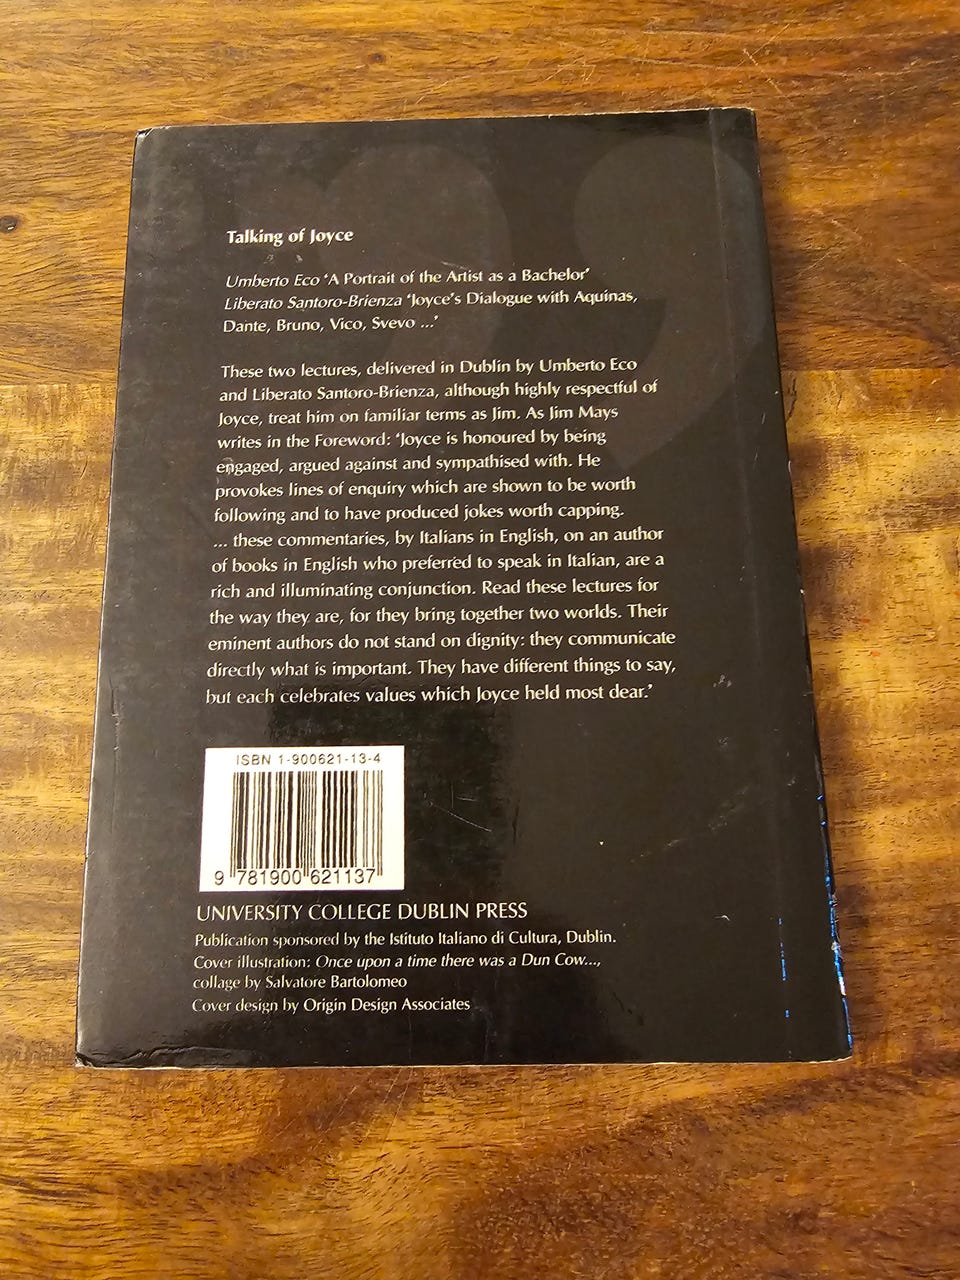 Talking of Joyce
Umberto Eco ‘A Portrait of the Artist as a Bachelor’
Liberato Santoro-Brienza ‘Joyce’s Dialogue with Aquinas,
Dante, Bruno, Vico, Svevo ...’
These two lectures, delivered in Dublin by Umberto Eco
and Liberato Santoro-Brienza, although highly respectful of
Joyce, treat him on familiar terms as Jim. As Jim Mays
writes in the Foreword: ‘Joyce is honoured by being
engaged, argued against and sympathised with. He
provokes lines of enquiry which are shown to be worth
following and to have produced jokes worth capping.
... these commentaries, by Italians in English, on an author
of books in English who preferred to speak in Italian, are a
rich and illuminating conjunction. Read these lectures for
the way they are, for they bring together two worlds. Their
eminent authors do not stand on dignity: they communicate
directly what is important. They have different things to say,
but each celebrates values which Joyce held most dear.’
ISBN 1-900621-13-4
9 781900 621137
UNIVERSITY COLLEGE DUBLIN PRESS
Publication sponsored by the Istituto Italiano di Cultura, Dublin.
Cover illustration: Once upon a time there was a Dun Cow...,
collage by Salvatore Bartolomeo
Cover design by Origin Design Associates